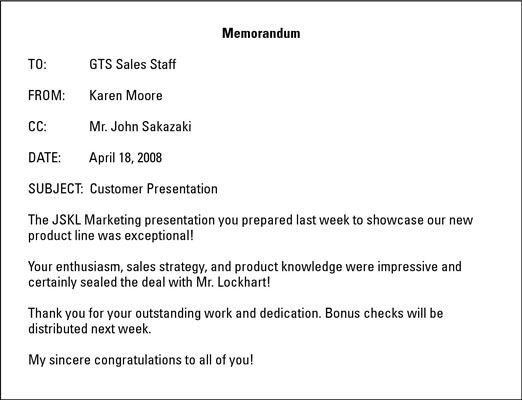 Memorandum
TO: GTS Sales Staff
FROM: Karen Moore
CC: Mr. John Sakazaki
DATE: April 18, 2008
SUBJECT: Customer Presentation
The JSKL Marketing presentation you prepared last week to showcase our new
product line was exceptional!
Your enthusiasm, sales strategy, and product knowledge were impressive and
certainly sealed the deal with Mr. Lockhart!
Thank you for your outstanding work and dedication. Bonus checks will be
distributed next week.
My sincere congratulations to all of you!